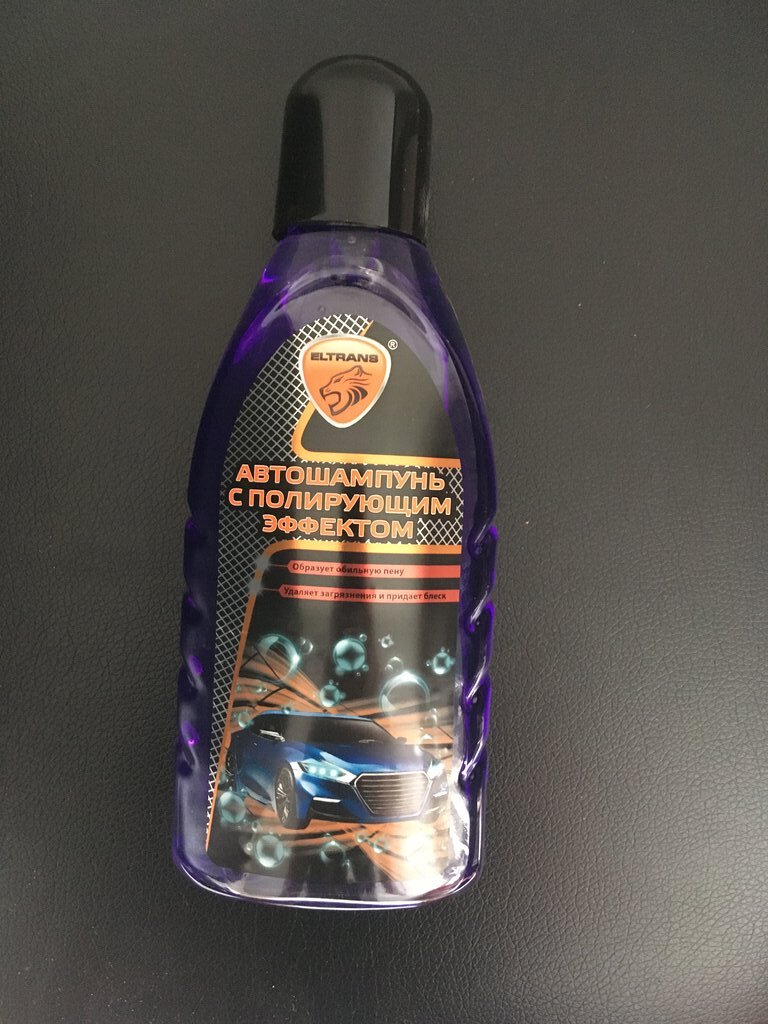 ELTRANS ®
АВТОШАМПУНЬ
С ПОЛИРУЮЩИМ
ЭФФЕКТОМ
Образует обильную пену
Удаляет загрязнения и придает блеск